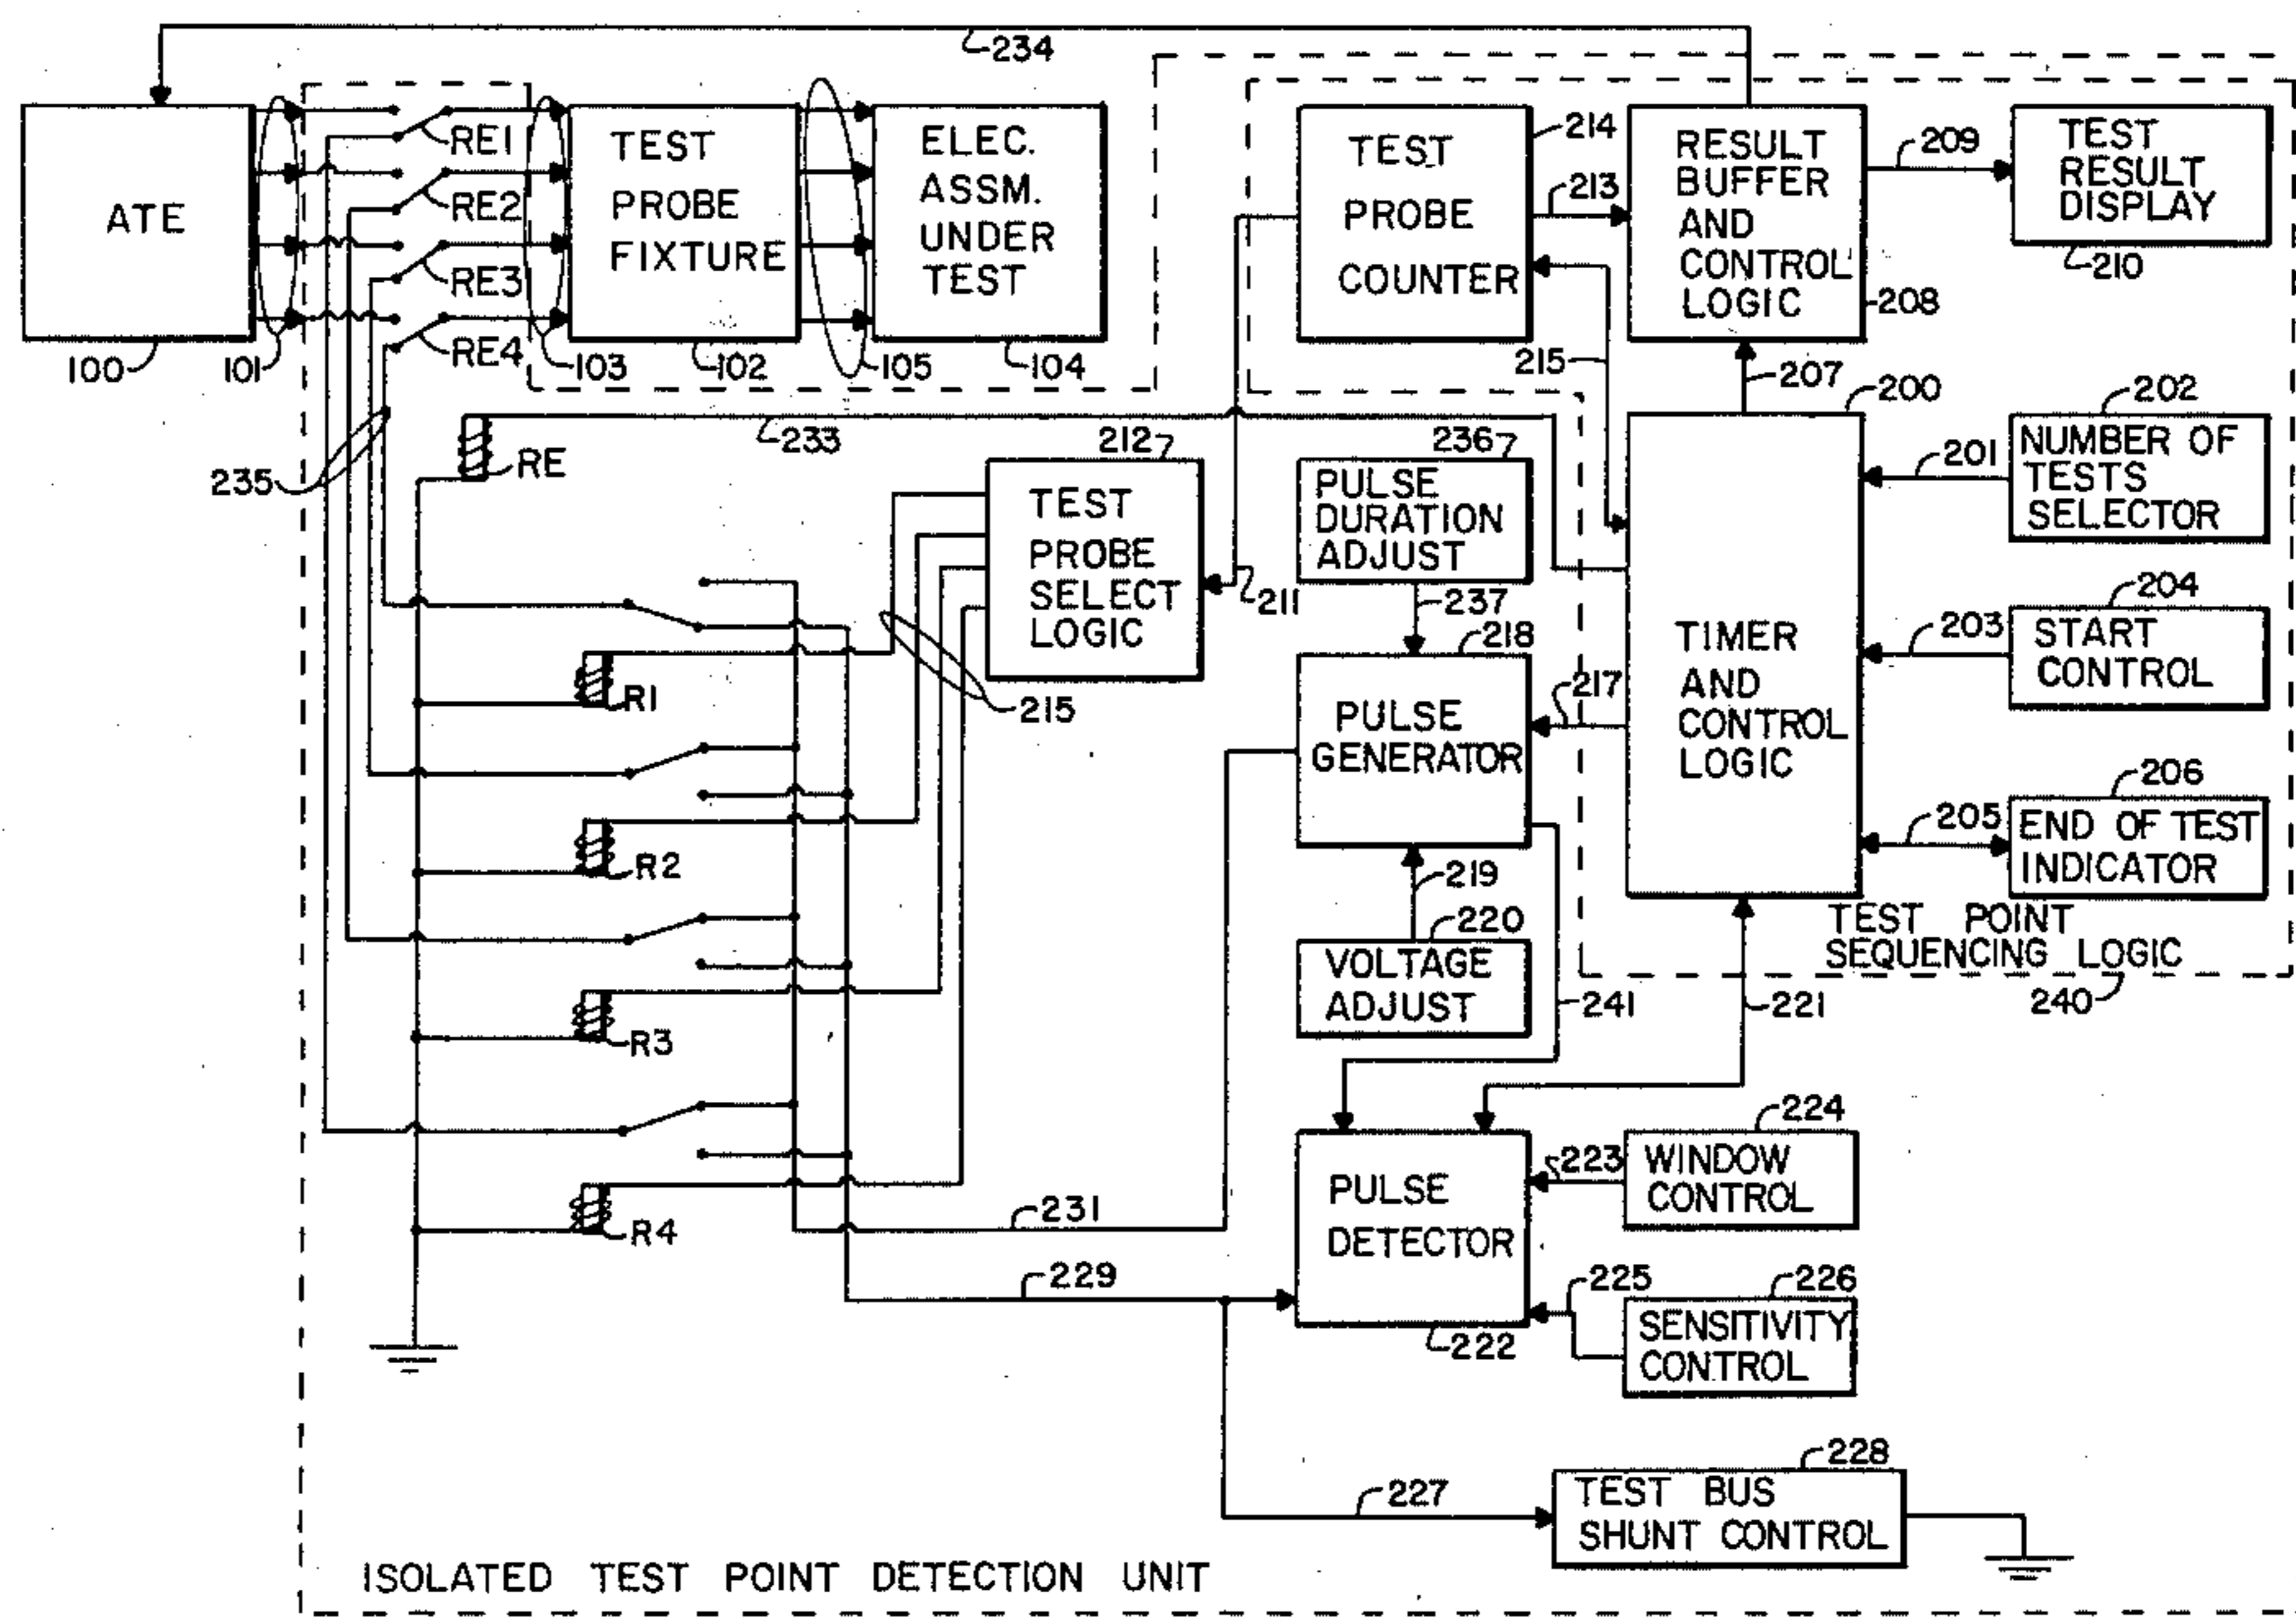 234
ATE
100
101
RE1
RE2
RE3
RE4
103
TEST
PROBE
FIXTURE
102
105
ELEC.
ASSM.
UNDER
TEST
104
TEST
PROBE
COUNTER
214
213
215
RESULT
BUFFER
AND
CONTROL
LOGIC
208
209
TEST
RESULT
DISPLAY
210
207
200
235
RE
233
212
TEST
PROBE
SELECT
LOGIC
211
215
236
PULSE
DURATION
ADJUST
237
218
PULSE
GENERATOR
217
219
220
VOLTAGE
ADJUST
241
TIMER
AND
CONTROL
LOGIC
201
202
NUMBER OF
TESTS
SELECTOR
203
204
START
CONTROL
205
206
END OF TEST
INDICATOR
TEST POINT
SEQUENCING LOGIC
240
221
R1
R2
R3
R4
231
229
PULSE
DETECTOR
222
223
224
WINDOW
CONTROL
225
226
SENSITIVITY
CONTROL
227
228
TEST BUS
SHUNT CONTROL
ISOLATED TEST POINT DETECTION UNIT